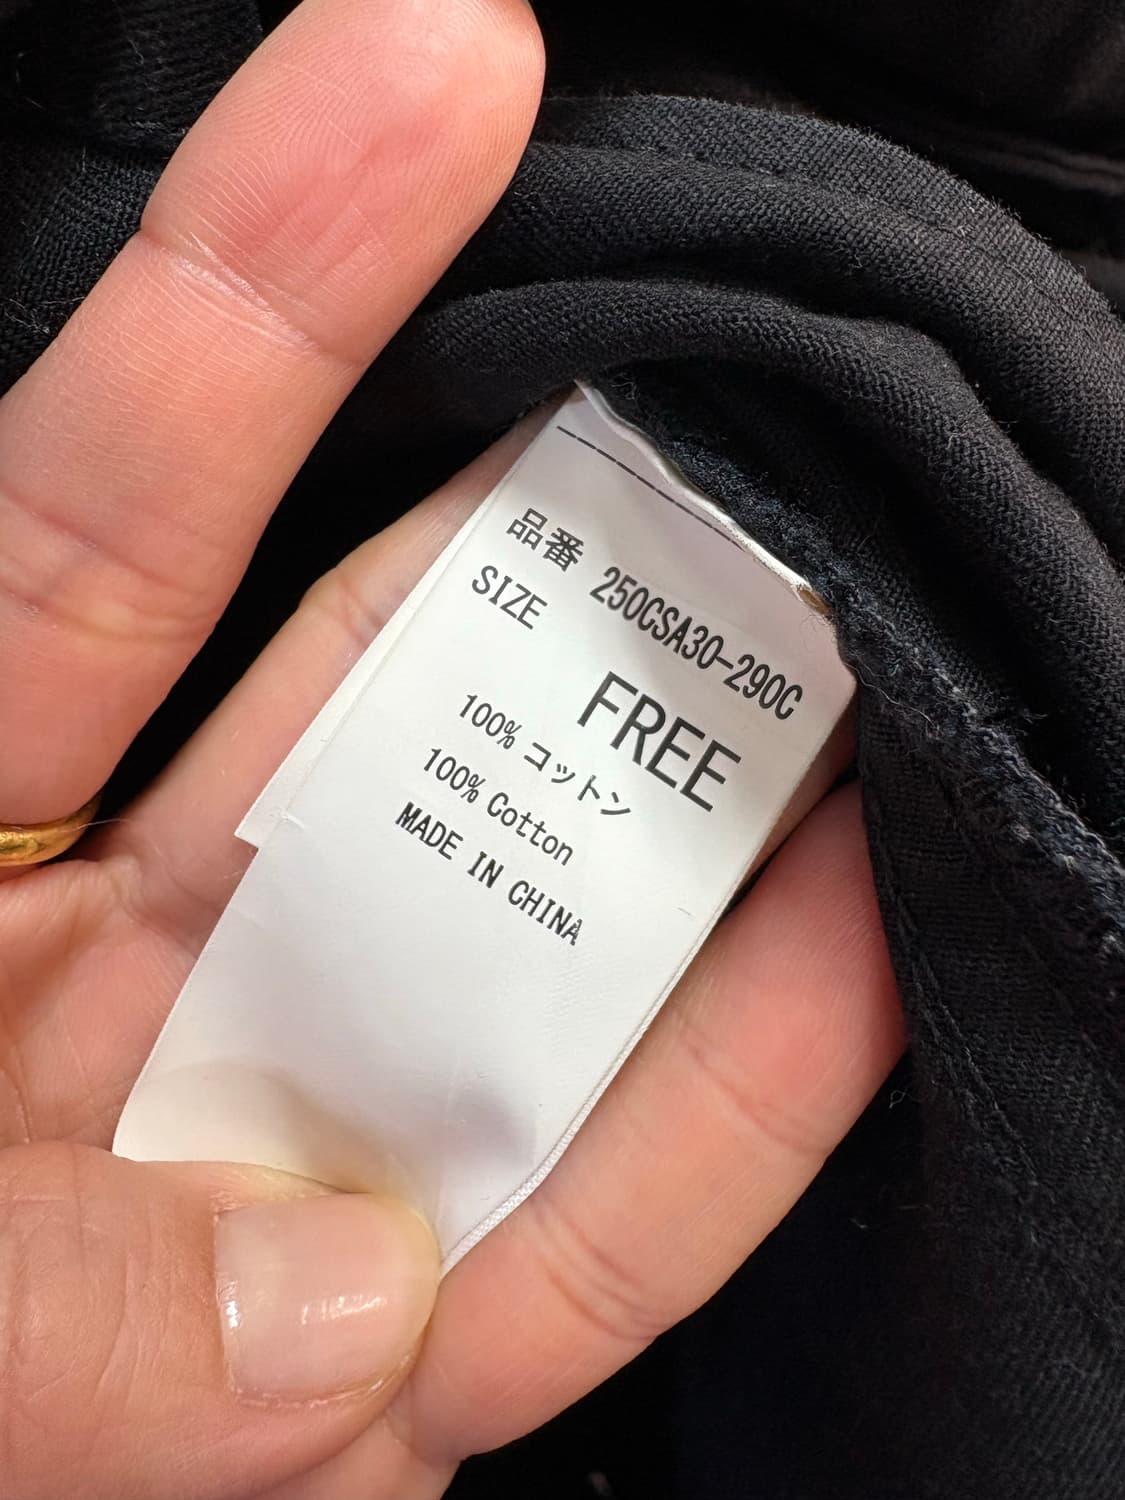 品番 250CSA30-290C
SIZE
FREE
100% コットン
100% Cotton
MADE IN CHINA